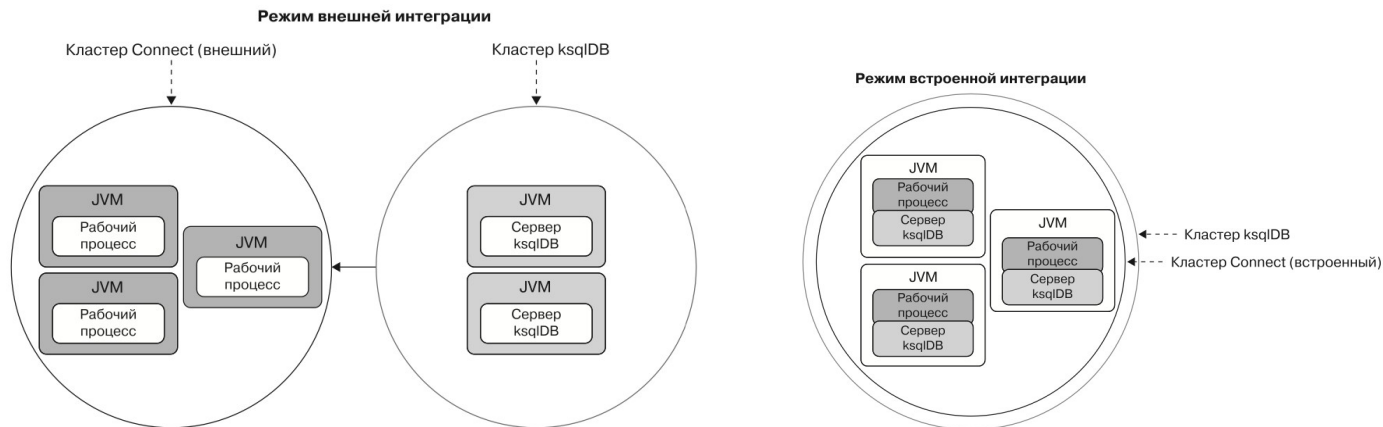 Режим внешней интеграции
Кластер Connect (внешний)
Кластер ksqlDB
JVM
Рабочий
процесс
JVM
Рабочий
процесс
JVM
Рабочий
процесс
JVM
Сервер
ksqlDB
JVM
Сервер
ksqlDB
Режим встроенной интеграции
JVM
Рабочий
процесс
Сервер
ksqlDB
JVM
Рабочий
процесс
Сервер
ksqlDB
JVM
Рабочий
процесс
Сервер
ksqlDB
Кластер ksqlDB
Кластер Connect (встроенный)